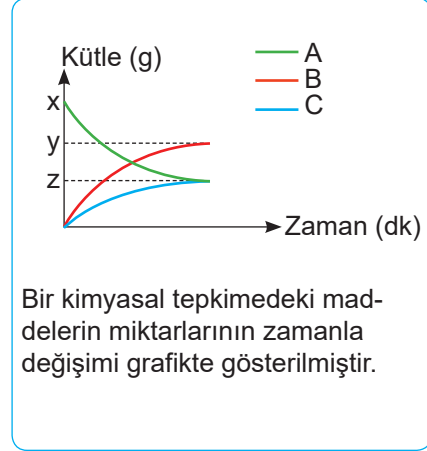 Kütle (g)
A
B
C
x
y
z
Zaman (dk)
Bir kimyasal tepkimedeki mad-
delerin miktarlarının zamanla
değişimi grafikte gösterilmiştir.